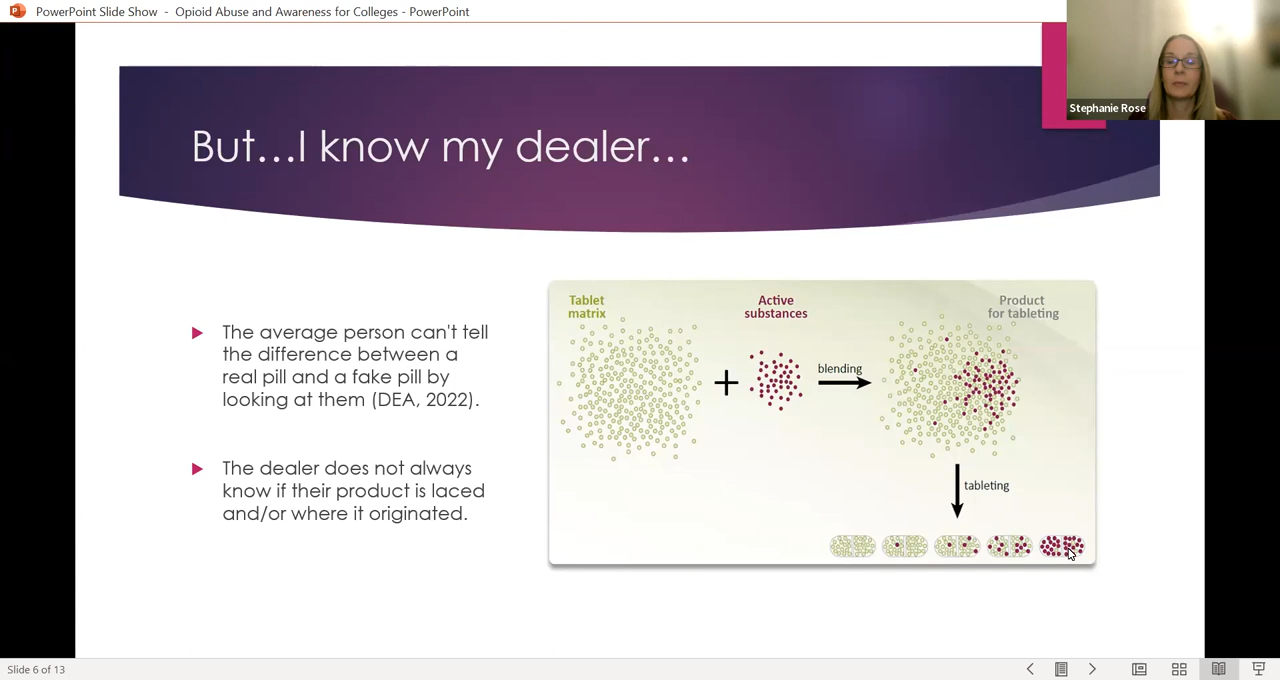 PowerPoint Slide Show - Opioid Abuse and Awareness for Colleges - PowerPoint
Stephanie Rose
But...I know my dealer...
The average person can't tell
the difference between a
real pill and a fake pill by
looking at them (DEA, 2022).
The dealer does not always
know if their product is laced
and/or where it originated.
Tablet
matrix
Active
substances
Product
for tableting
+
blending
tableting
Slide 6 of 13